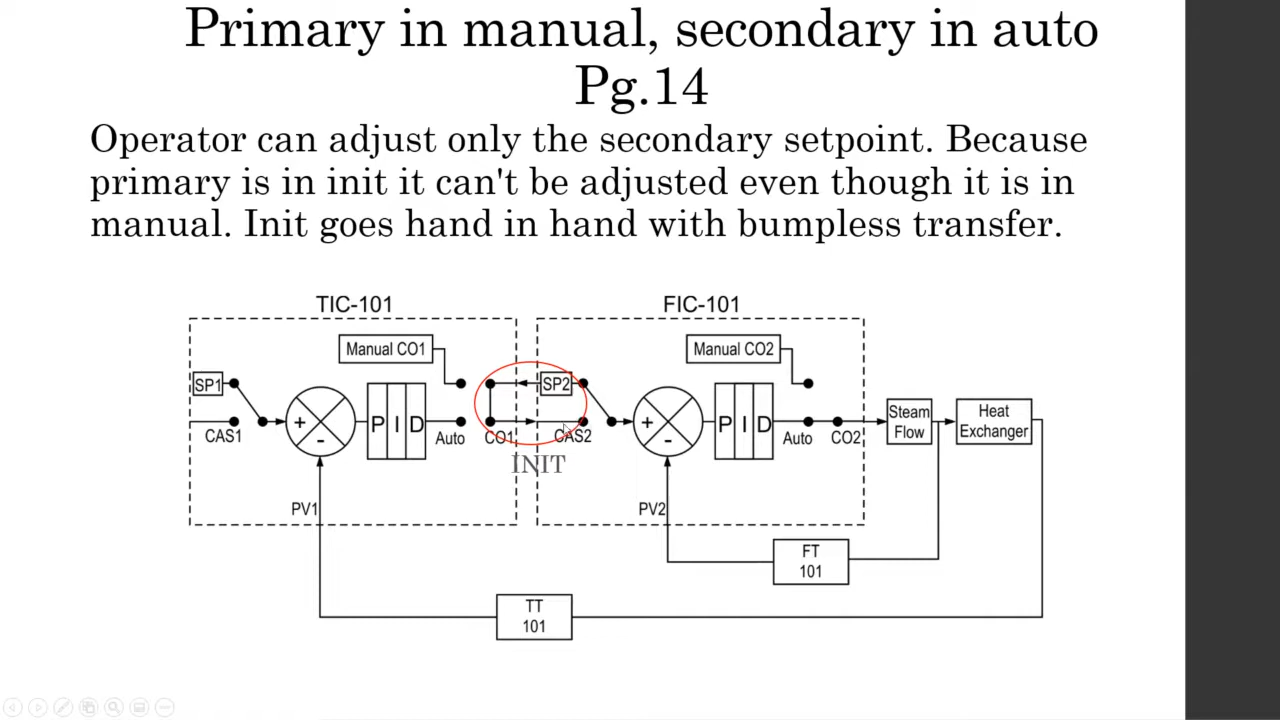 Primary in manual, secondary in auto
Pg.14
Operator can adjust only the secondary setpoint. Because
primary is in init it can't be adjusted even though it is in
manual. Init goes hand in hand with bumpless transfer.
TIC-101
FIC-101
Manual CO1
Manual CO2
SP1
SP2
CAS1
+
-
P I D
Auto
CO1
CAS2
+
-
P I D
Auto
CO2
Steam
Flow
Heat
Exchanger
INIT
PV1
PV2
FT
101
TT
101